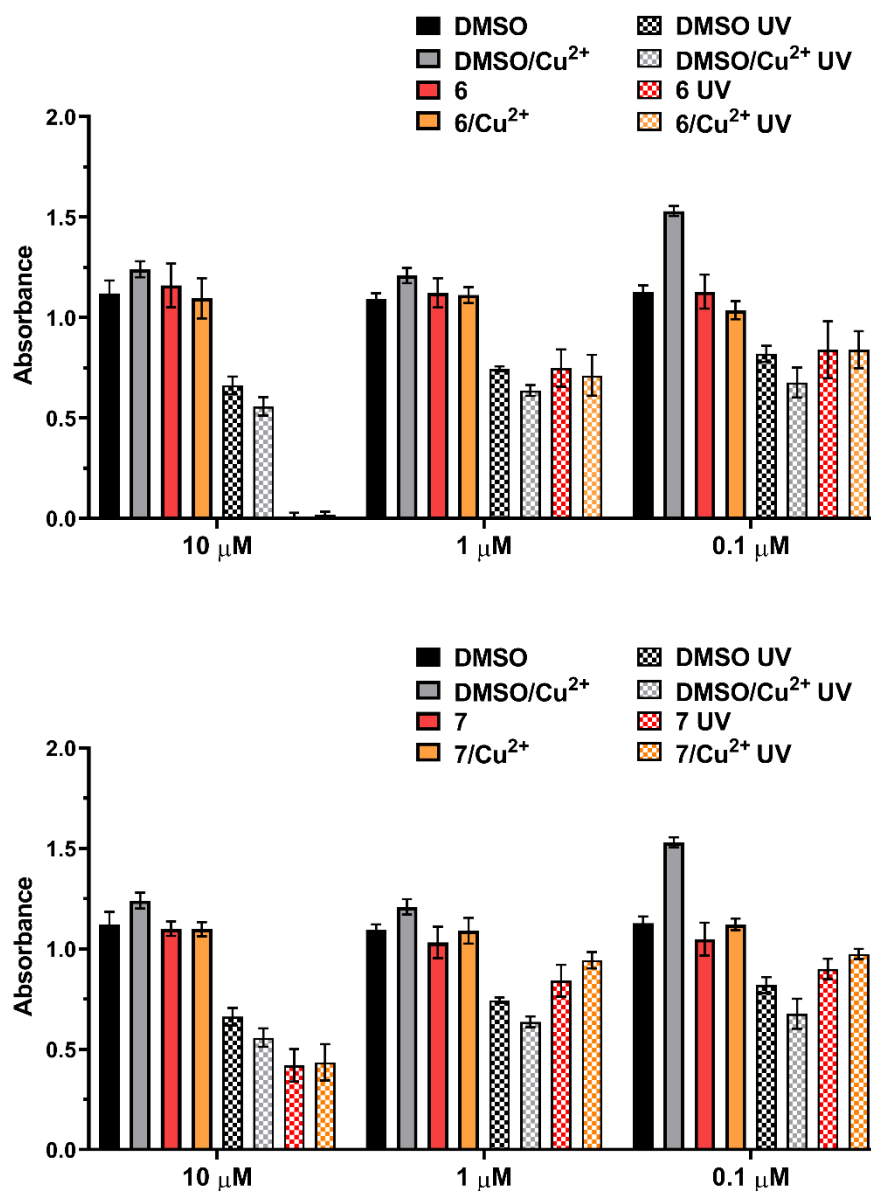 DMSO DMSO UV
DMSO/Cu²⁺ DMSO/Cu²⁺ UV
6 6 UV
6/Cu²⁺ 6/Cu²⁺ UV
2.0
1.5
1.0
0.5
0.0
Absorbance
10 μM 1 μM 0.1 μM
DMSO DMSO UV
DMSO/Cu²⁺ DMSO/Cu²⁺ UV
7 7 UV
7/Cu²⁺ 7/Cu²⁺ UV
2.0
1.5
1.0
0.5
0.0
Absorbance
10 μM 1 μM 0.1 μM